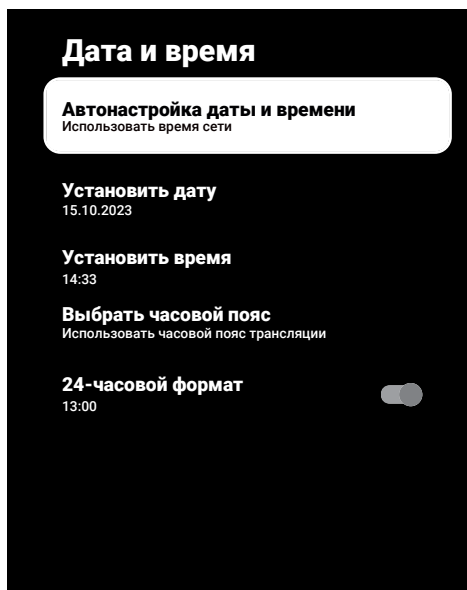 Дата и время
Автонастройка даты и времени
Использовать время сети
Установить дату
15.10.2023
Установить время
14:33
Выбрать часовой пояс
Использовать часовой пояс трансляции
24-часовой формат
13:00